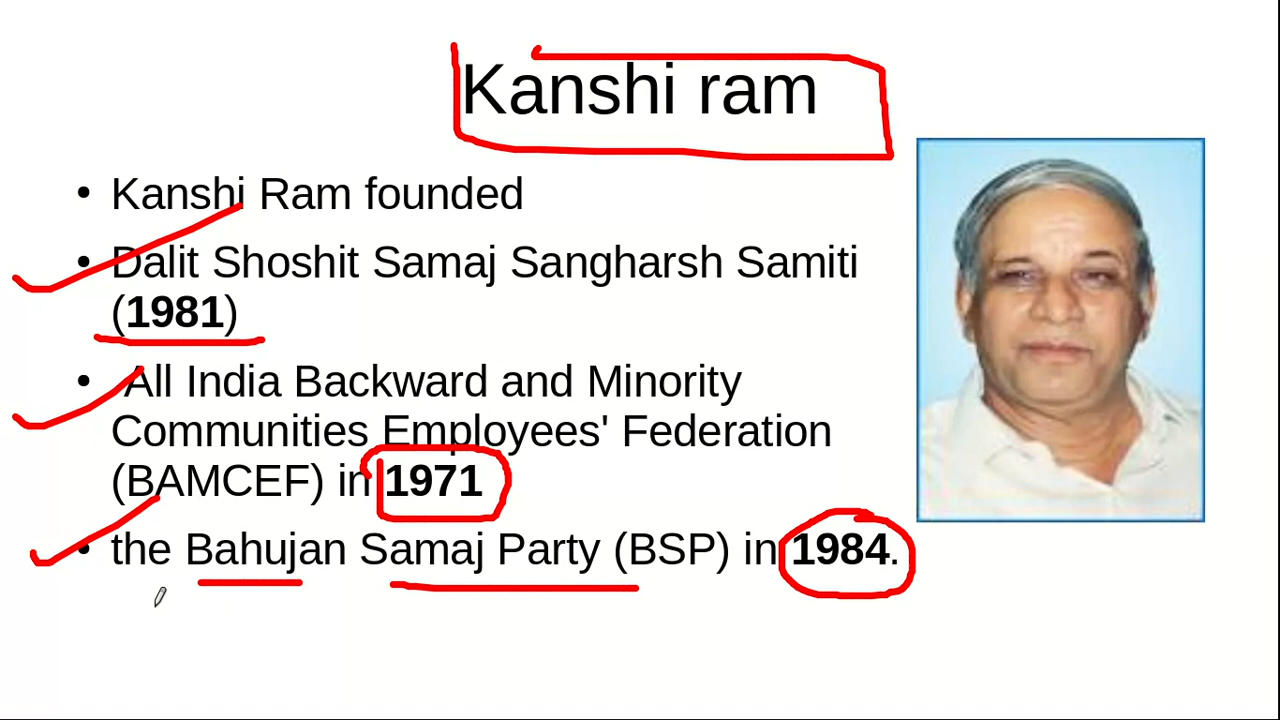 Kanshi ram
• Kanshi Ram founded
• Dalit Shoshit Samaj Sangharsh Samiti
(1981)
• All India Backward and Minority
Communities Employees' Federation
(BAMCEF) in 1971
• the Bahujan Samaj Party (BSP) in 1984.